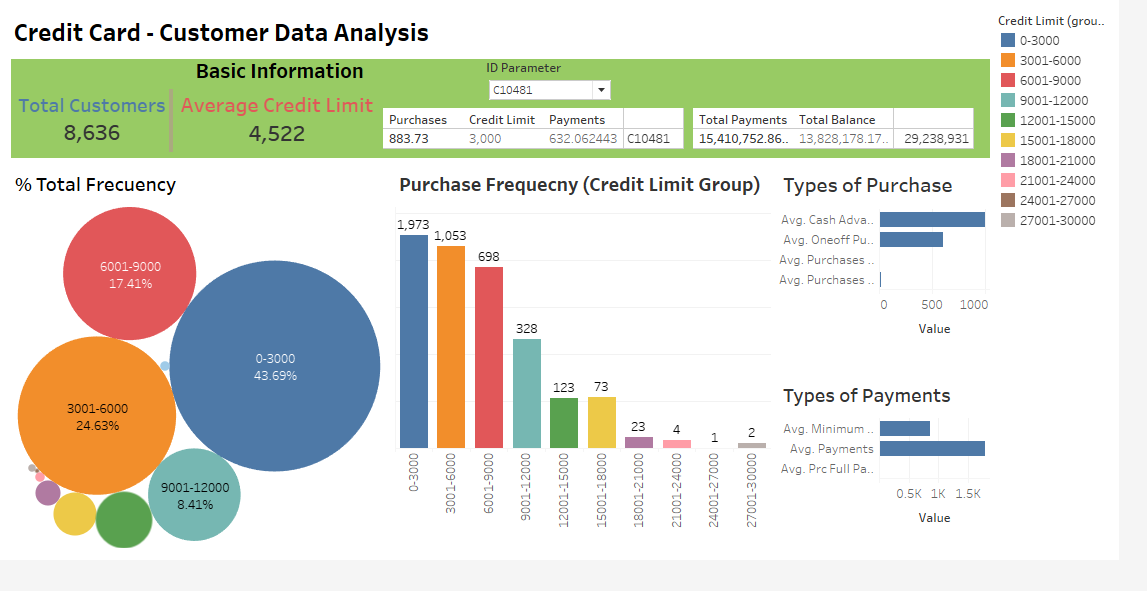 Credit Card - Customer Data Analysis
Basic Information
Total Customers
8,636
Average Credit Limit
4,522
ID Parameter
C10481
Purchases Credit Limit Payments
883.73 3,000 632.062443 C10481
Total Payments Total Balance
15,410,752.86.. 13,828,178.17.. 29,238,931
Credit Limit (grou..
0-3000
3001-6000
6001-9000
9001-12000
12001-15000
15001-18000
18001-21000
21001-24000
24001-27000
27001-30000
% Total Frecuency
6001-9000
17.41%
0-3000
43.69%
3001-6000
24.63%
9001-12000
8.41%
Purchase Frequecny (Credit Limit Group)
1,973
1,053
698
328
123
73
23
4
1
2
0-3000
3001-6000
6001-9000
9001-12000
12001-15000
15001-18000
18001-21000
21001-24000
24001-27000
27001-30000
Types of Purchase
Avg. Cash Adva..
Avg. Oneoff Pu..
Avg. Purchases ..
Avg. Purchases ..
0 500 1000
Value
Types of Payments
Avg. Minimum ..
Avg. Payments
Avg. Prc Full Pa..
0.5K 1K 1.5K
Value